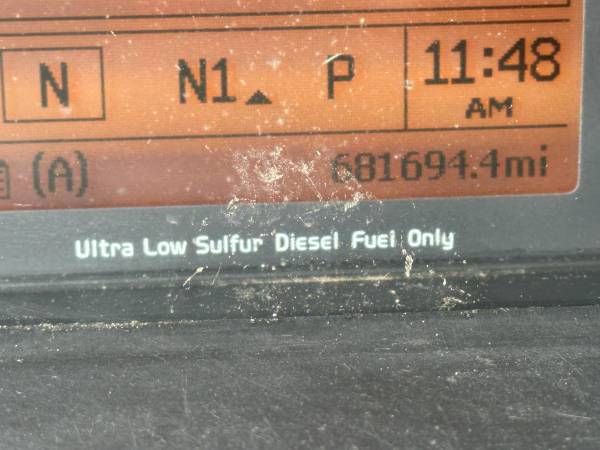 N N1 P 11:48
AM
(A) 681694.4mi
Ultra Low Sulfur Diesel Fuel Only